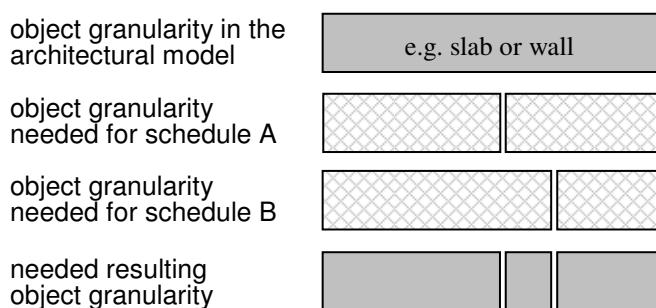 object granularity in the
architectural model
e.g. slab or wall
object granularity
needed for schedule A
object granularity
needed for schedule B
needed resulting
object granularity